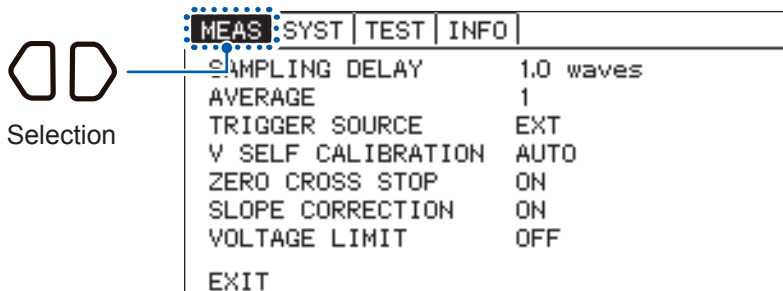 MEAS SYST TEST INFO
SAMPLING DELAY 1.0 waves
AVERAGE 1
TRIGGER SOURCE EXT
V SELF CALIBRATION AUTO
ZERO CROSS STOP ON
SLOPE CORRECTION ON
VOLTAGE LIMIT OFF
EXIT
Selection